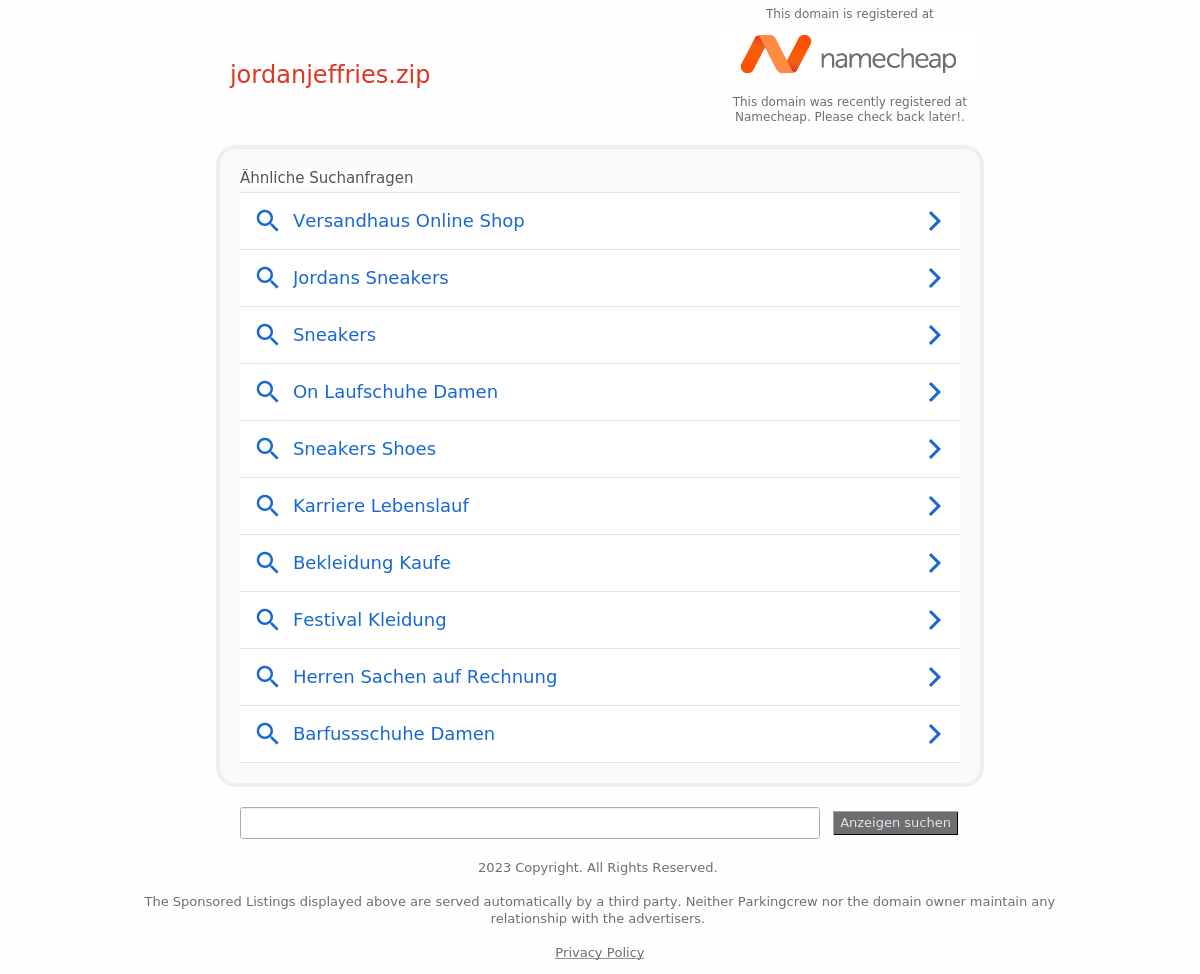 This domain is registered at
namecheap
jordanjeffries.zip
This domain was recently registered at
Namecheap. Please check back later!.
Ähnliche Suchanfragen
Versandhaus Online Shop
Jordans Sneakers
Sneakers
On Laufschuhe Damen
Sneakers Shoes
Karriere Lebenslauf
Bekleidung Kaufe
Festival Kleidung
Herren Sachen auf Rechnung
Barfussschuhe Damen
Anzeigen suchen
2023 Copyright. All Rights Reserved.
The Sponsored Listings displayed above are served automatically by a third party. Neither Parkingcrew nor the domain owner maintain any
relationship with the advertisers.
Privacy Policy